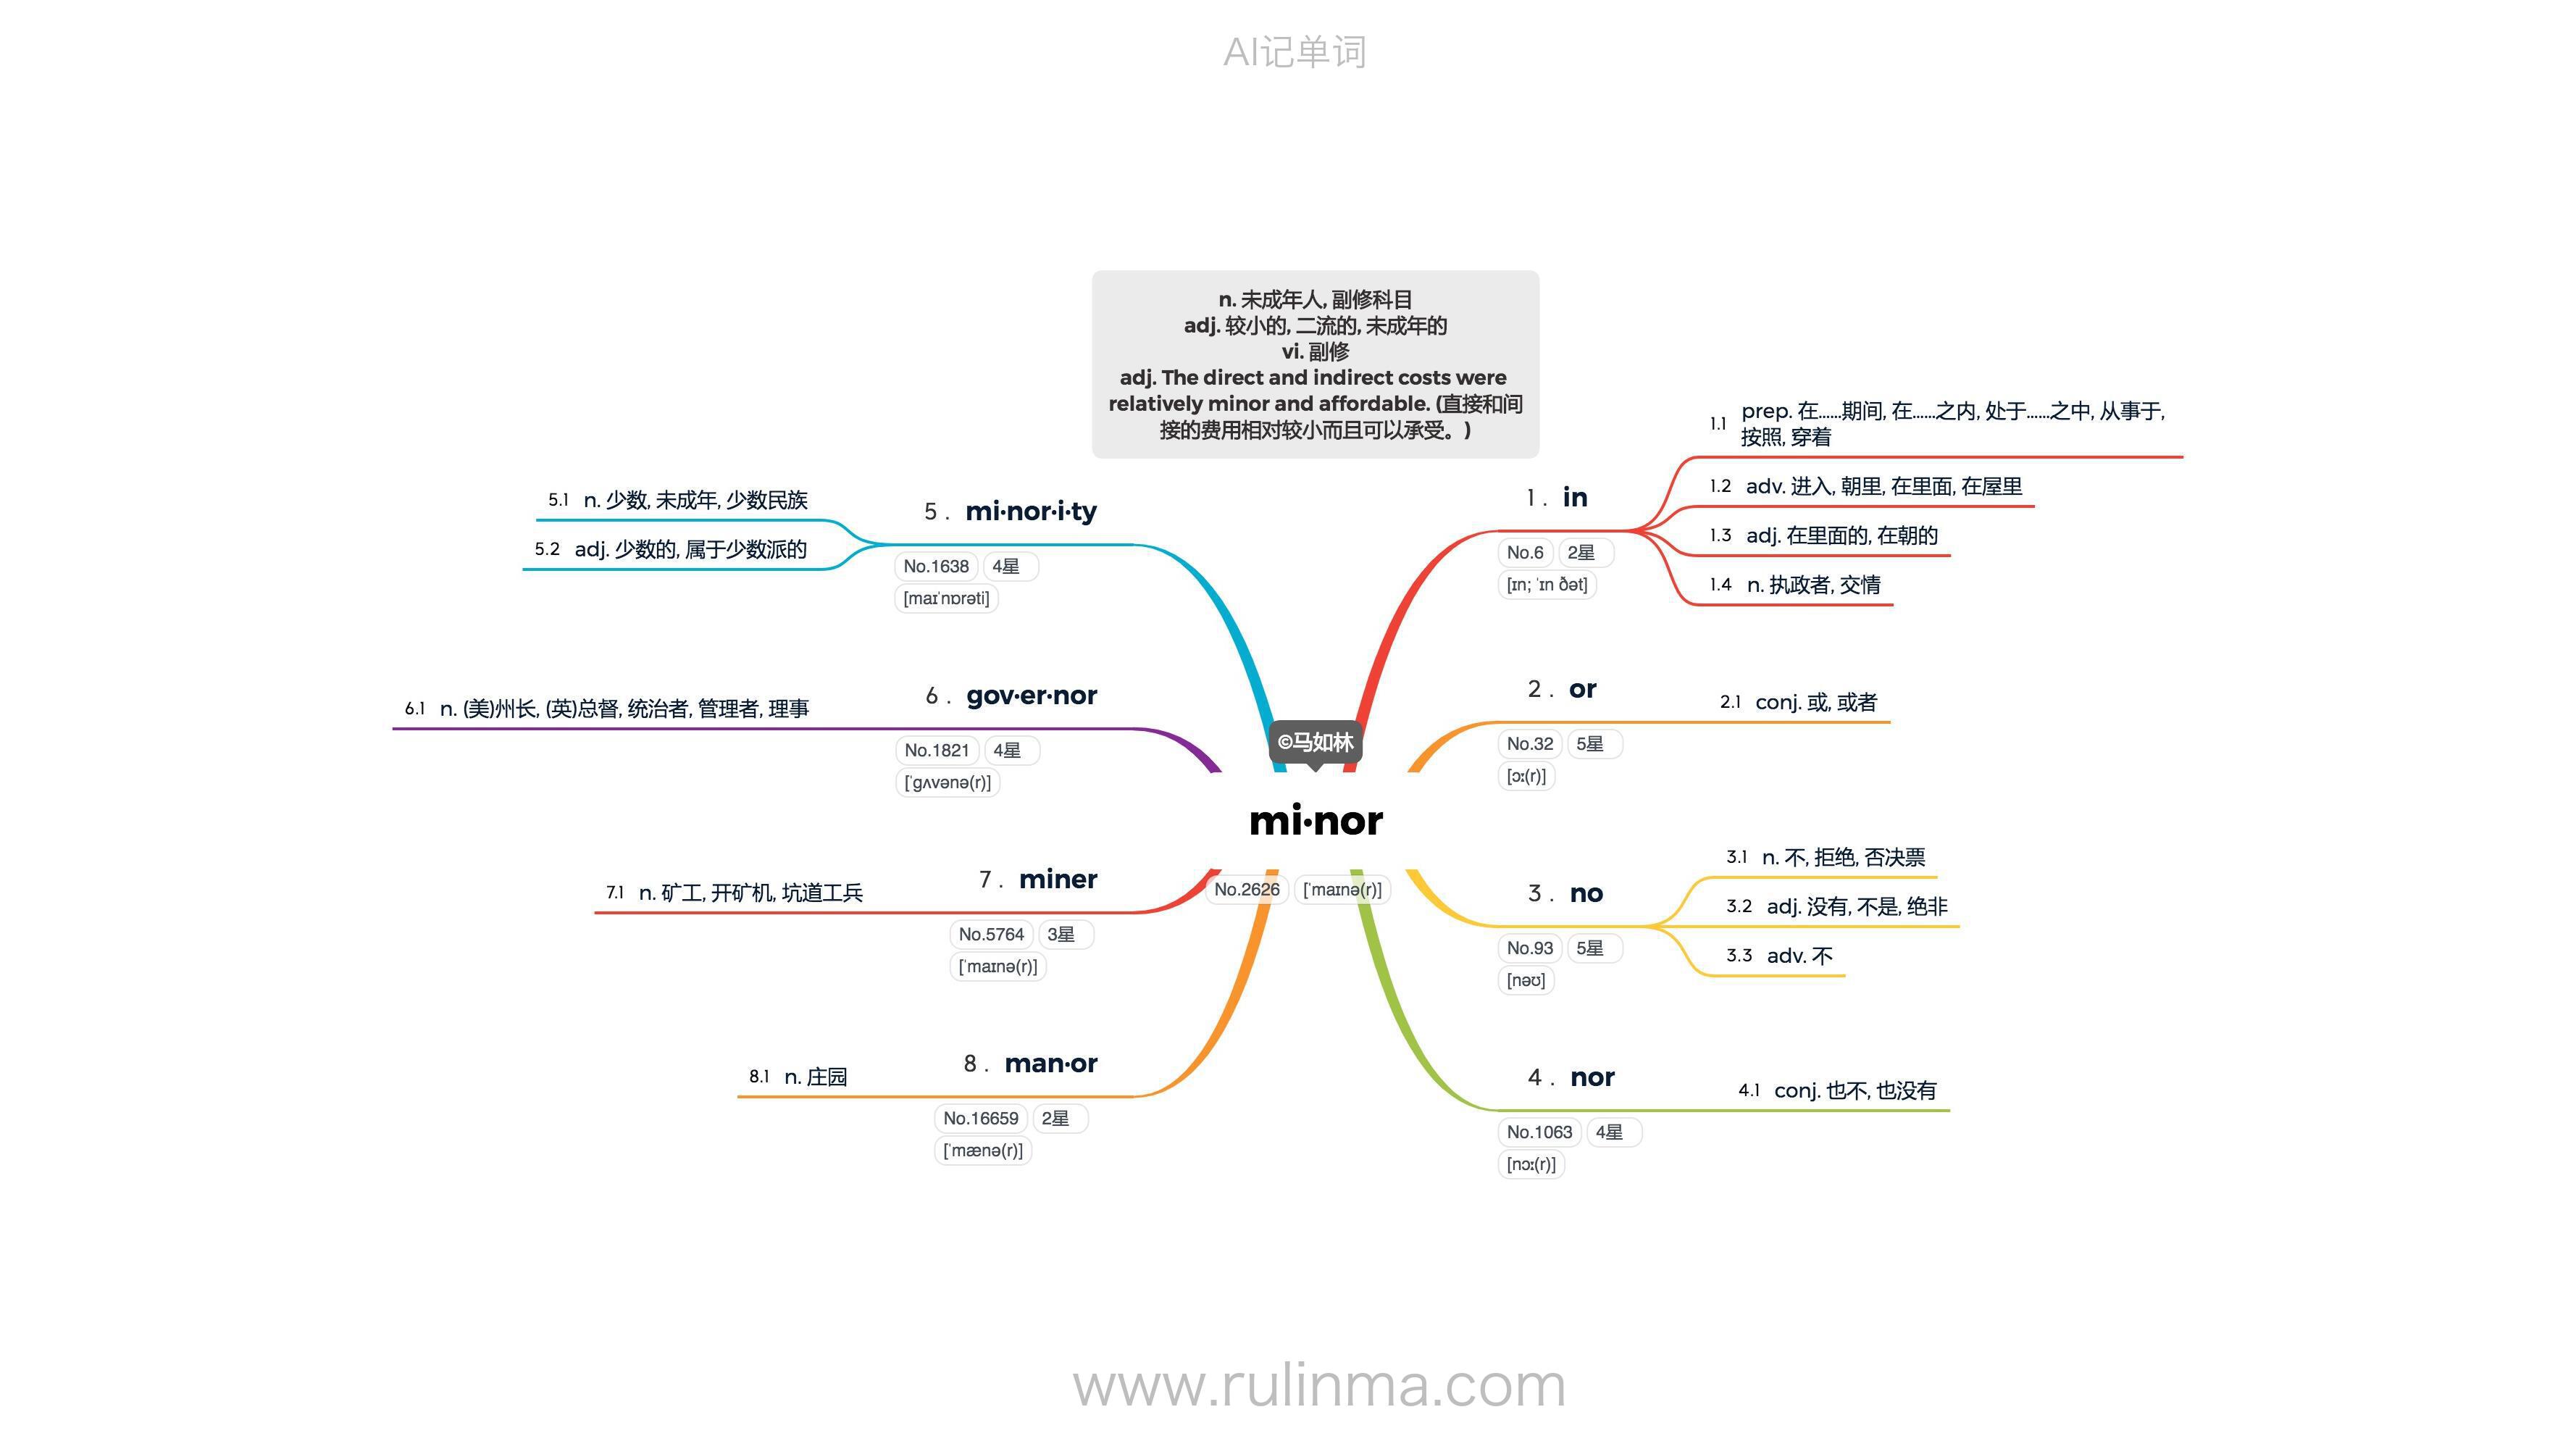 AI记单词
n. 未成年人, 副修科目
adj. 较小的, 二流的, 未成年的
vi. 副修
adj. The direct and indirect costs were
relatively minor and affordable. (直接和间
接的费用相对较小而且可以承受。)
©马如林
mi·nor
No.2626 [ˈmaɪnə(r)]
1. in
No.6 2星
[ɪn; ˈɪn ðət]
1.1 prep. 在……期间, 在……之内, 处于……之中, 从事于,
按照, 穿着
1.2 adv. 进入, 朝里, 在里面, 在屋里
1.3 adj. 在里面的, 在朝的
1.4 n. 执政者, 交情
2. or
No.32 5星
[ɔː(r)]
2.1 conj. 或, 或者
3. no
No.93 5星
[nəʊ]
3.1 n. 不, 拒绝, 否决票
3.2 adj. 没有, 不是, 绝非
3.3 adv. 不
4. nor
No.1063 4星
[nɔː(r)]
4.1 conj. 也不, 也没有
5. mi·nor·i·ty
No.1638 4星
[maɪˈnɒrəti]
5.1 n. 少数, 未成年, 少数民族
5.2 adj. 少数的, 属于少数派的
6. gov·er·nor
No.1821 4星
[ˈɡʌvənə(r)]
6.1 n. (美)州长, (英)总督, 统治者, 管理者, 理事
7. miner
No.5764 3星
[ˈmaɪnə(r)]
7.1 n. 矿工, 开矿机, 坑道工兵
8. man·or
No.16659 2星
[ˈmænə(r)]
8.1 n. 庄园
www.rulinma.com